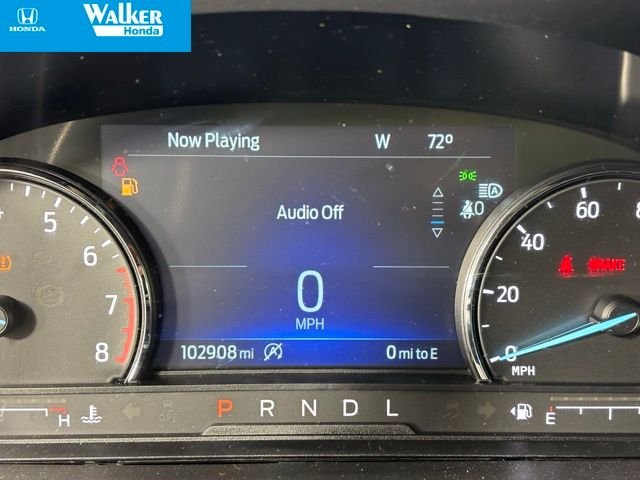 HONDA
Walker
Honda
Now Playing W 72°
A
Audio Off
0
0
MPH
102908 mi
0 mi to E
5
6
7
8
0
20
40
60
MPH
BRAKE
P R N D L
H
E